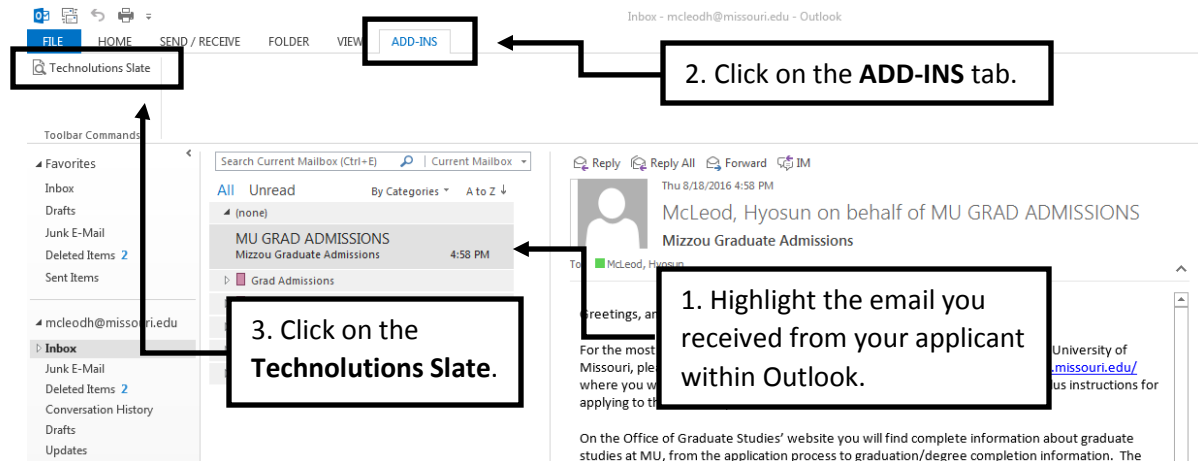 Inbox - mcleodh@missouri.edu - Outlook
FILE HOME SEND / RECEIVE FOLDER VIEW ADD-INS
Technolutions Slate
2. Click on the ADD-INS tab.
Toolbar Commands
Favorites
Inbox
Drafts
Junk E-Mail
Deleted Items 2
Sent Items
mcleodh@missouri.edu
Inbox
Junk E-Mail
Deleted Items 2
Conversation History
Drafts
Updates
Search Current Mailbox (Ctrl+E) Current Mailbox
All Unread By Categories A to Z
(none)
MU GRAD ADMISSIONS
Mizzou Graduate Admissions 4:58 PM
Grad Admissions
3. Click on the
Technolutions Slate.
Reply Reply All Forward IM
Thu 8/18/2016 4:58 PM
McLeod, Hyosun on behalf of MU GRAD ADMISSIONS
Mizzou Graduate Admissions
To McLeod, Hyosun
1. Highlight the email you
received from your applicant
within Outlook.
Greetings,
For the most University of
Missouri, .missouri.edu/
where you instructions for
applying to
On the Office of Graduate Studies' website you will find complete information about graduate
studies at MU, from the application process to graduation/degree completion information. The